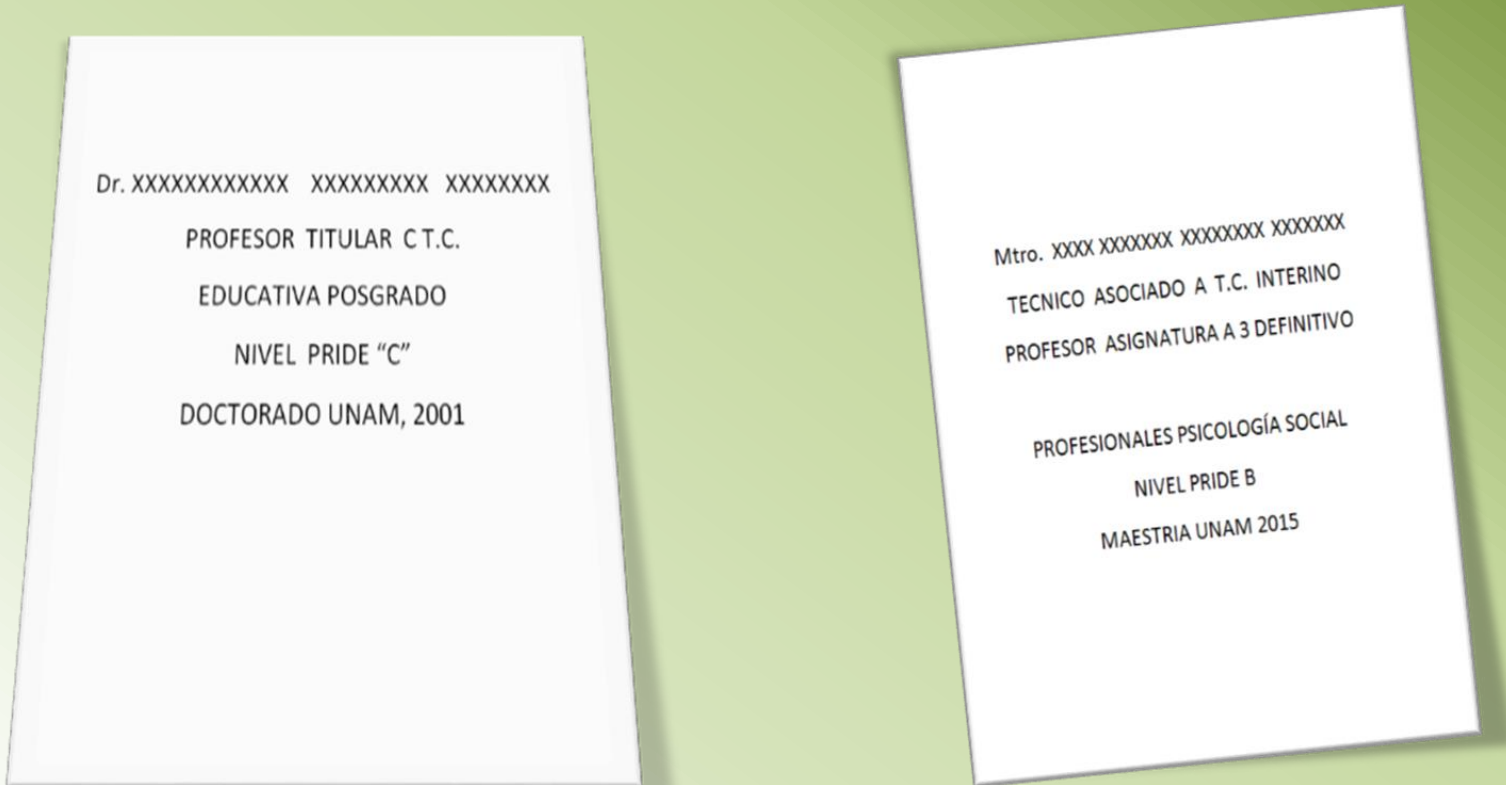 Dr. XXXXXXXXXXXX XXXXXXXXX XXXXXXXX
PROFESOR TITULAR C T.C.
EDUCATIVA POSGRADO
NIVEL PRIDE “C”
DOCTORADO UNAM, 2001
Mtro. XXXX XXXXXXX XXXXXXXX XXXXXXX
TECNICO ASOCIADO A T.C. INTERINO
PROFESOR ASIGNATURA A 3 DEFINITIVO
PROFESIONALES PSICOLOGÍA SOCIAL
NIVEL PRIDE B
MAESTRIA UNAM 2015